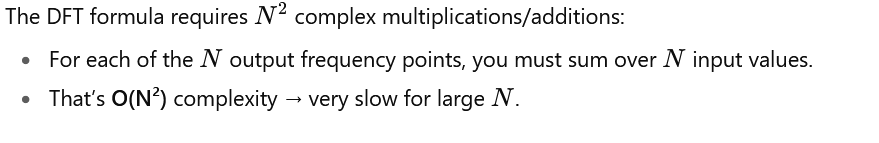 The DFT formula requires N² complex multiplications/additions:
• For each of the N output frequency points, you must sum over N input values.
• That's O(N²) complexity → very slow for large N.